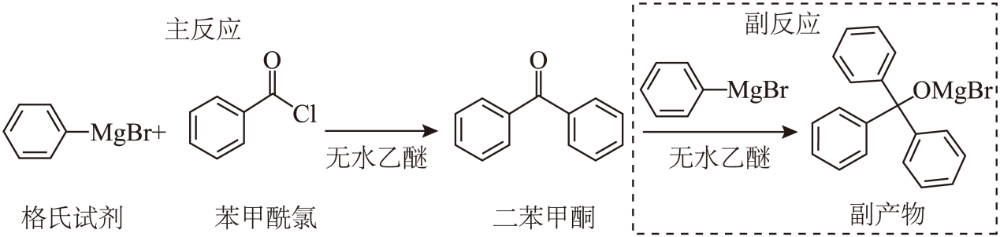 主反应
副反应
O
Cl
MgBr+
无水乙醚
O
MgBr
无水乙醚
OMgBr
格氏试剂
苯甲酰氯
二苯甲酮
副产物